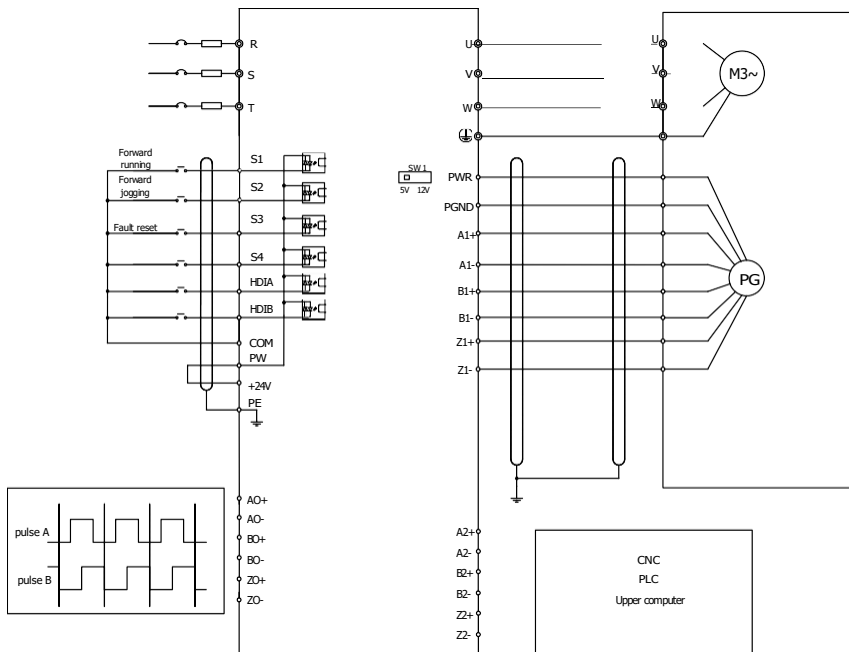 R
S
T
U
V
W
U
V
W
M3~
Forward
running
S1
Forward
jogging
S2
Fault reset
S3
S4
HDIA
HDIB
COM
PW
+24V
PE
SW 1
5V 12V
PWR
PGND
A1+
A1-
B1+
B1-
Z1+
Z1-
PG
pulse A
pulse B
AO+
AO-
BO+
BO-
ZO+
ZO-
A2+
A2-
B2+
B2-
Z2+
Z2-
CNC
PLC
Upper computer